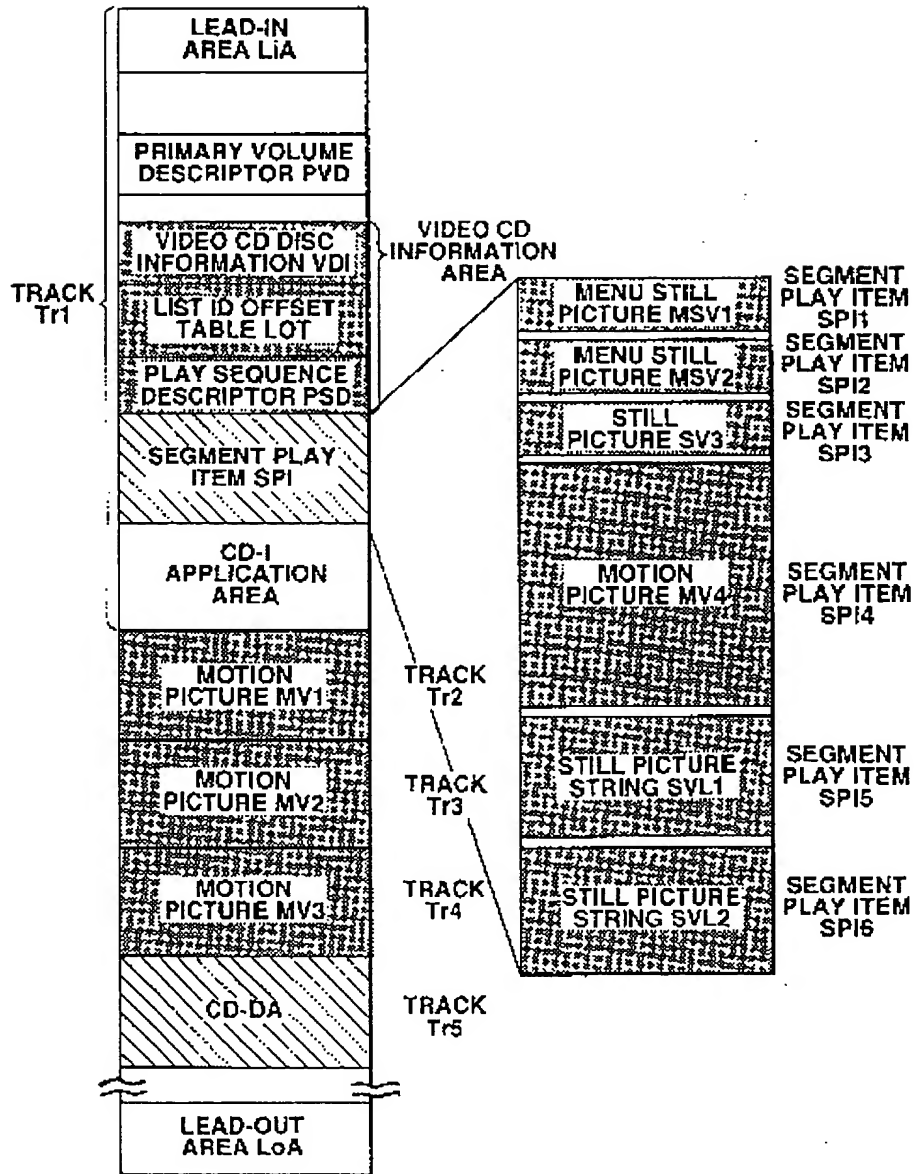 LEAD-IN
AREA LiA
PRIMARY VOLUME
DESCRIPTOR PVD
VIDEO CD DISC
INFORMATION VDI
LIST ID OFFSET
TABLE LOT
PLAY SEQUENCE
DESCRIPTOR PSD
SEGMENT PLAY
ITEM SPI
CD-I
APPLICATION
AREA
MOTION
PICTURE MV1
MOTION
PICTURE MV2
MOTION
PICTURE MV3
CD-DA
LEAD-OUT
AREA LoA
TRACK
Tr1
VIDEO CD
INFORMATION
AREA
TRACK
Tr2
TRACK
Tr3
TRACK
Tr4
TRACK
Tr5
MENU STILL
PICTURE MSV1
SEGMENT
PLAY ITEM
SPI1
MENU STILL
PICTURE MSV2
SEGMENT
PLAY ITEM
SPI2
STILL
PICTURE SV3
SEGMENT
PLAY ITEM
SPI3
MOTION
PICTURE MV4
SEGMENT
PLAY ITEM
SPI4
STILL PICTURE
STRING SVL1
SEGMENT
PLAY ITEM
SPI5
STILL PICTURE
STRING SVL2
SEGMENT
PLAY ITEM
SPI6